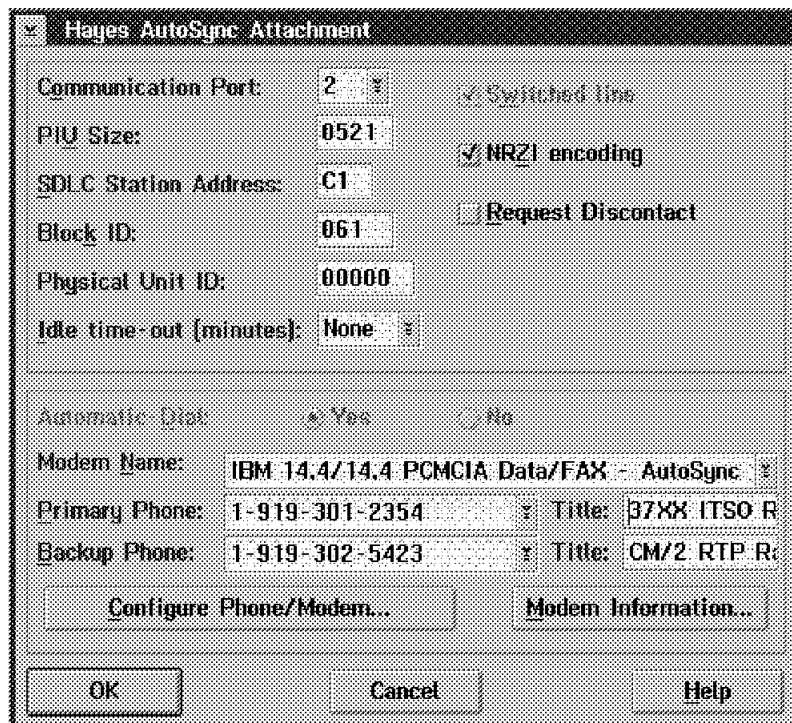 Hayes AutoSync Attachment
Communication Port: 2
Switched line
PIU Size: 0521
NRZI encoding
SDLC Station Address: C1
Request Discontact
Block ID: 061
Physical Unit ID: 00000
Idle time-out (minutes): None
Automatic Dial: Yes No
Modem Name: IBM 14.4/14.4 PCMCIA Data/FAX - AutoSync
Primary Phone: 1-919-301-2354 Title: 37XX ITSO R
Backup Phone: 1-919-302-5423 Title: CM/2 RTP Ra
Configure Phone/Modem... Modem Information...
OK Cancel Help